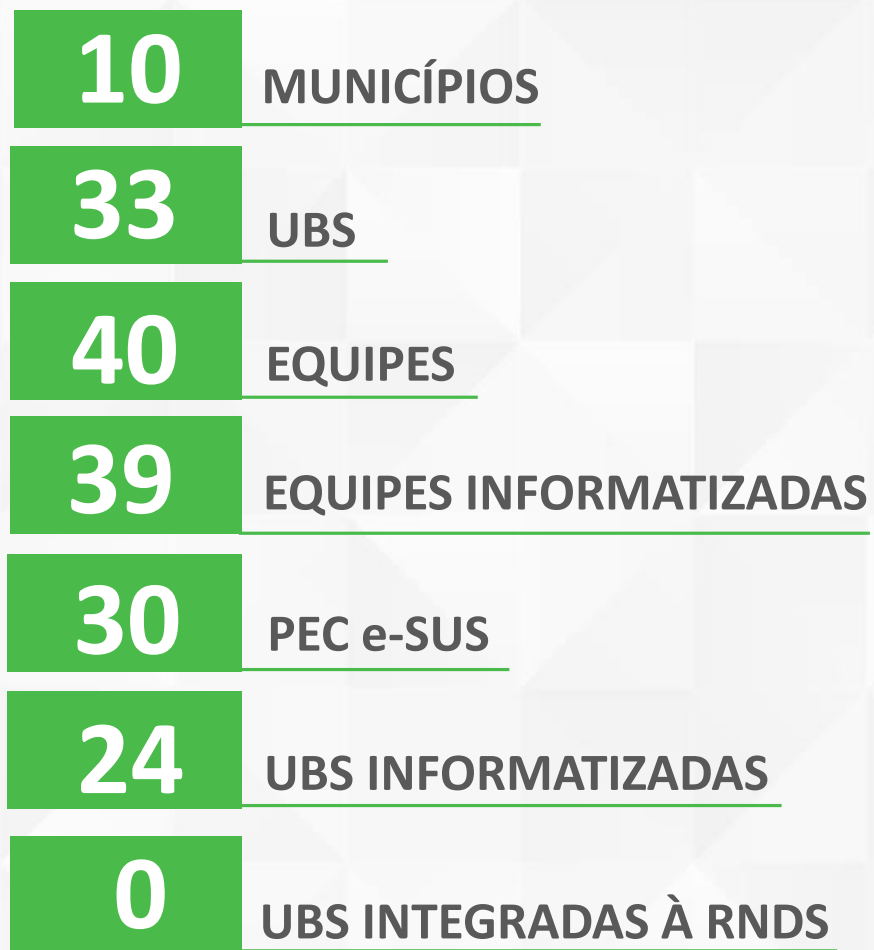 10 MUNICÍPIOS
33 UBS
40 EQUIPES
39 EQUIPES INFORMATIZADAS
30 PEC e-SUS
24 UBS INFORMATIZADAS
0 UBS INTEGRADAS À RNDS